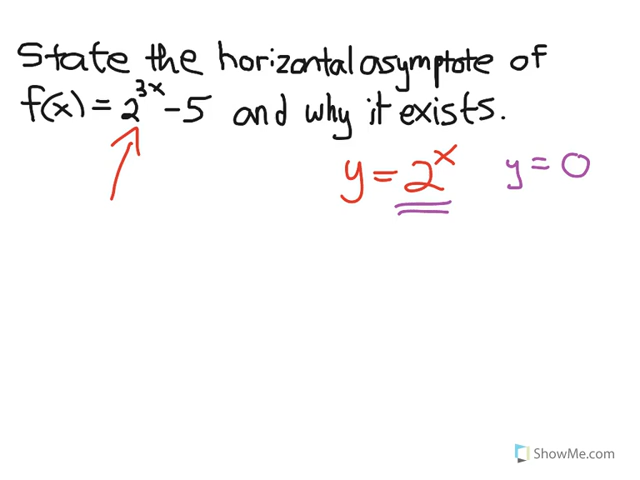 State the horizontal asymptote of
f(x) = 2^{3x} - 5 and why it exists.
y = 2^x y = 0
ShowMe.com